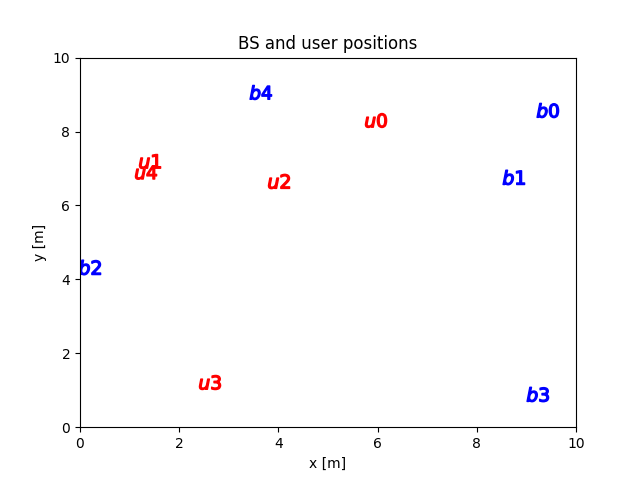 BS and user positions
10
b4
b0
u0
8
u1
u4
u2
b1
6
y [m]
b2
4
2
u3
b3
0
0 2 4 6 8 10
x [m]